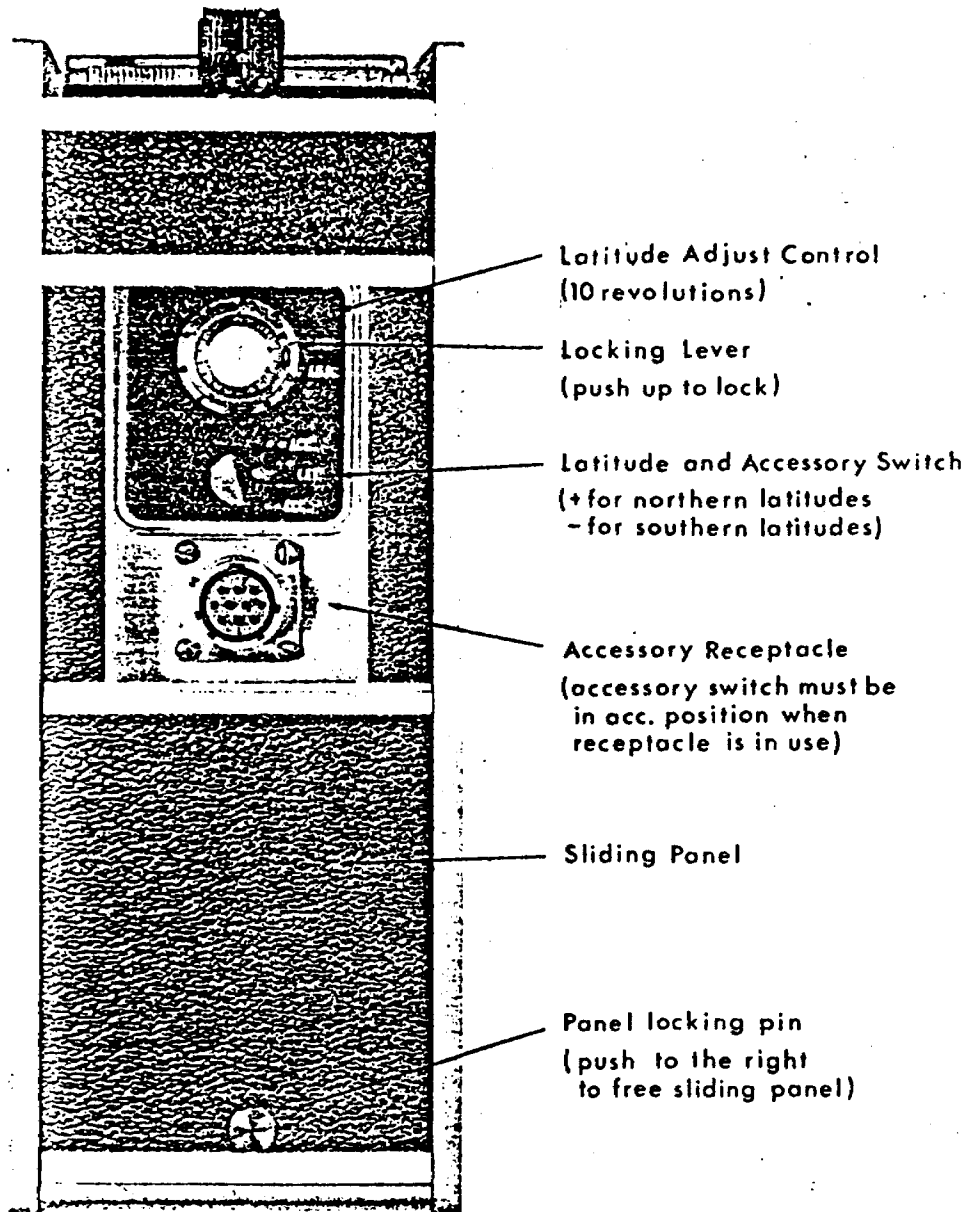 Latitude Adjust Control
(10 revolutions)
Locking Lever
(push up to lock)
Latitude and Accessory Switch
(+ for northern latitudes
- for southern latitudes)
Accessory Receptacle
(accessory switch must be
in acc. position when
receptacle is in use)
Sliding Panel
Panel locking pin
(push to the right
to free sliding panel)